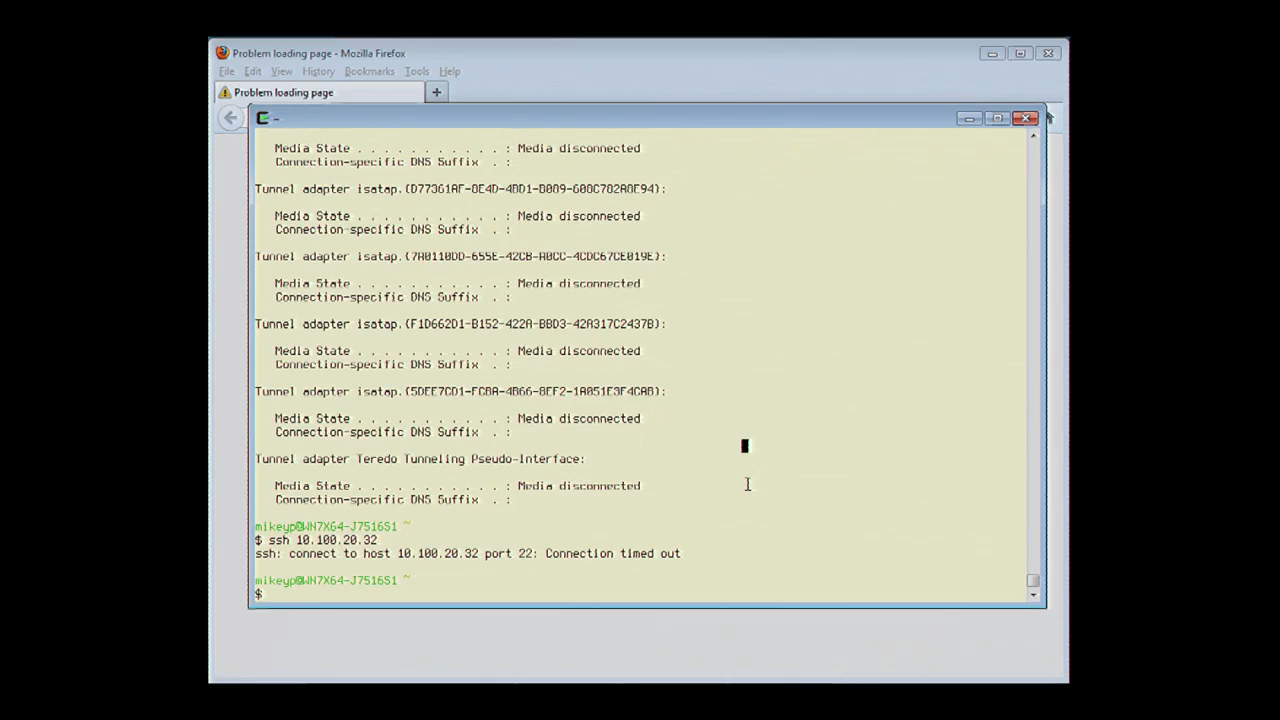 Problem loading page - Mozilla Firefox
File Edit View History Bookmarks Tools Help
Problem loading page
~
Media State . . . . . . . . . . . : Media disconnected
Connection-specific DNS Suffix . :
Tunnel adapter isatap.{D77361AF-8E4D-4BD1-B089-608C782A8E94}:
Media State . . . . . . . . . . . : Media disconnected
Connection-specific DNS Suffix . :
Tunnel adapter isatap.{7A0110DD-655E-42CB-A0CC-4CDC67CE019E}:
Media State . . . . . . . . . . . : Media disconnected
Connection-specific DNS Suffix . :
Tunnel adapter isatap.{F1D662D1-B152-422A-BBD3-42A317C2437B}:
Media State . . . . . . . . . . . : Media disconnected
Connection-specific DNS Suffix . :
Tunnel adapter isatap.{5DEE7CD1-FCBA-4B66-8EF2-1A051E3F4CAB}:
Media State . . . . . . . . . . . : Media disconnected
Connection-specific DNS Suffix . :
Tunnel adapter Teredo Tunneling Pseudo-Interface:
Media State . . . . . . . . . . . : Media disconnected
Connection-specific DNS Suffix . :
mikeyp@WN7X64-J7516S1 ~
$ ssh 10.100.20.32
ssh: connect to host 10.100.20.32 port 22: Connection timed out
mikeyp@WN7X64-J7516S1 ~
$